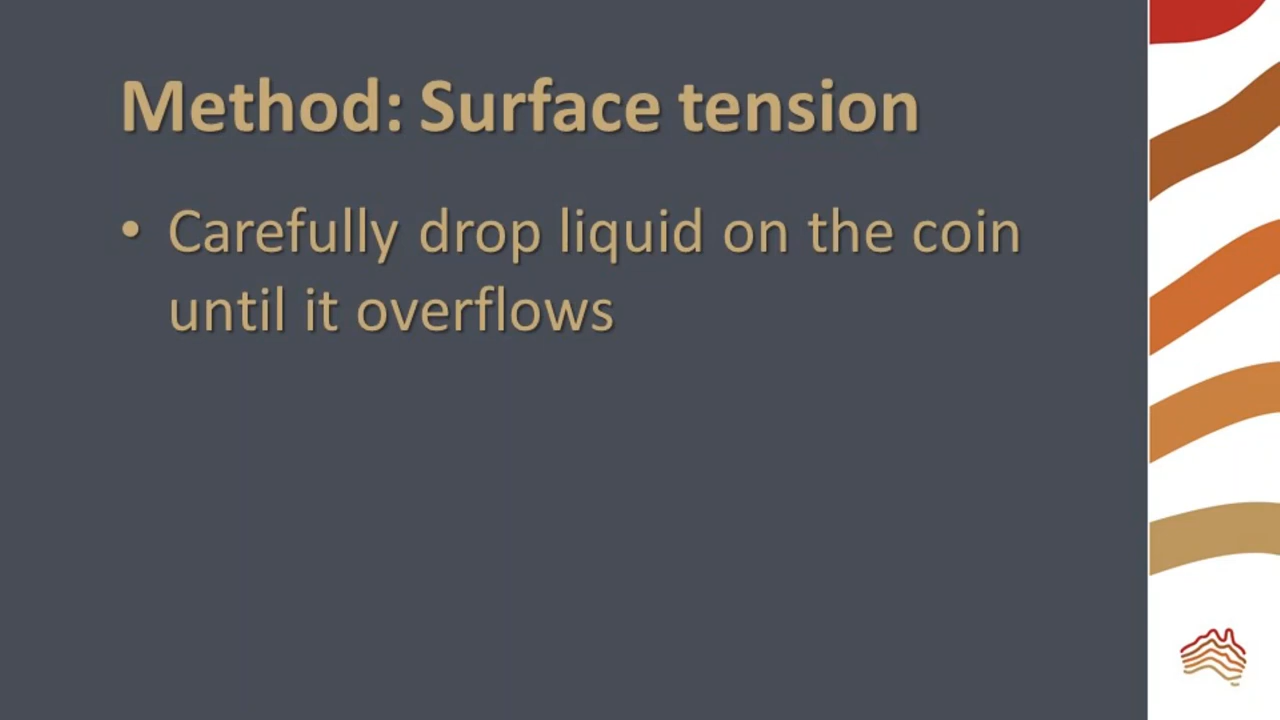 Method: Surface tension
• Carefully drop liquid on the coin
until it overflows